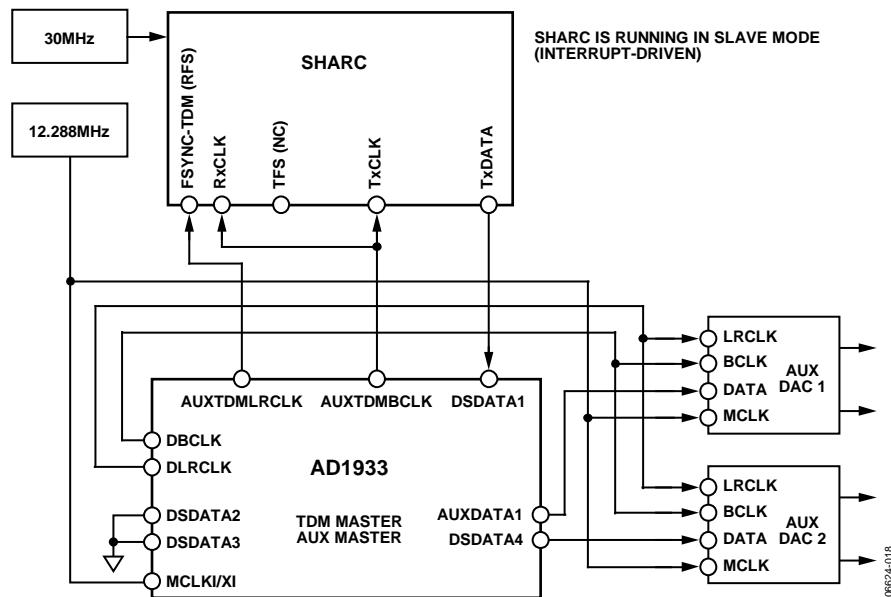 30MHz
12.288MHz
SHARC
SHARC IS RUNNING IN SLAVE MODE
(INTERRUPT-DRIVEN)
FSYNC-TDM (RFS)
RxCLK
TFS (NC)
TxCLK
TxDATA
AUXTDMLRCLK
AUXTDMBCLK
DSDATA1
DBCLK
DLRCLK
DSDATA2
DSDATA3
MCLKI/XI
AD1933
TDM MASTER
AUX MASTER
AUXDATA1
DSDATA4
LRCLK
BCLK
DATA
MCLK
AUX
DAC 1
LRCLK
BCLK
DATA
MCLK
AUX
DAC 2
06624-018